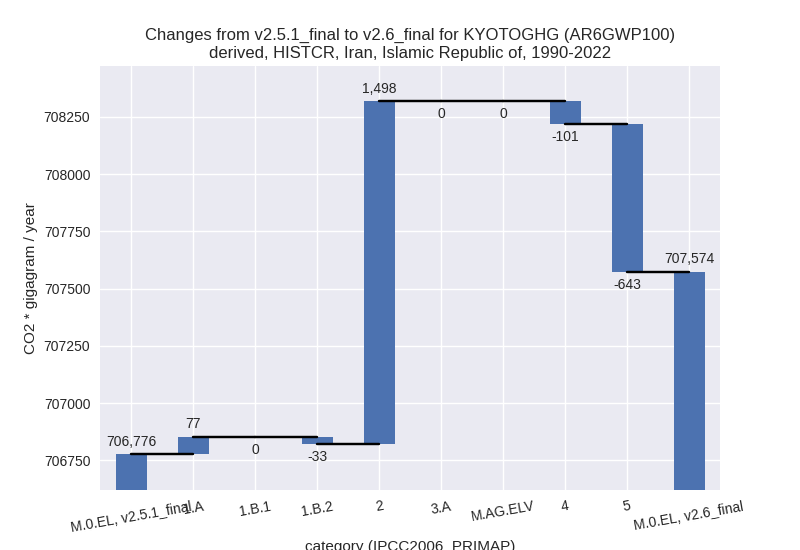 Changes from v2.5.1_final to v2.6_final for KYOTOGHG (AR6GWP100)
derived, HISTCR, Iran, Islamic Republic of, 1990-2022
CO2 * gigagram / year
708250
708000
707750
707500
707250
707000
706750
706,776
77
0
-33
1,498
0
0
-101
-643
707,574
M.0.EL, v2.5.1_final
1.A
1.B.1
1.B.2
2
3.A
M.AG.ELV
4
5
M.0.EL, v2.6_final
category (IPCC2006_PRIMAP)